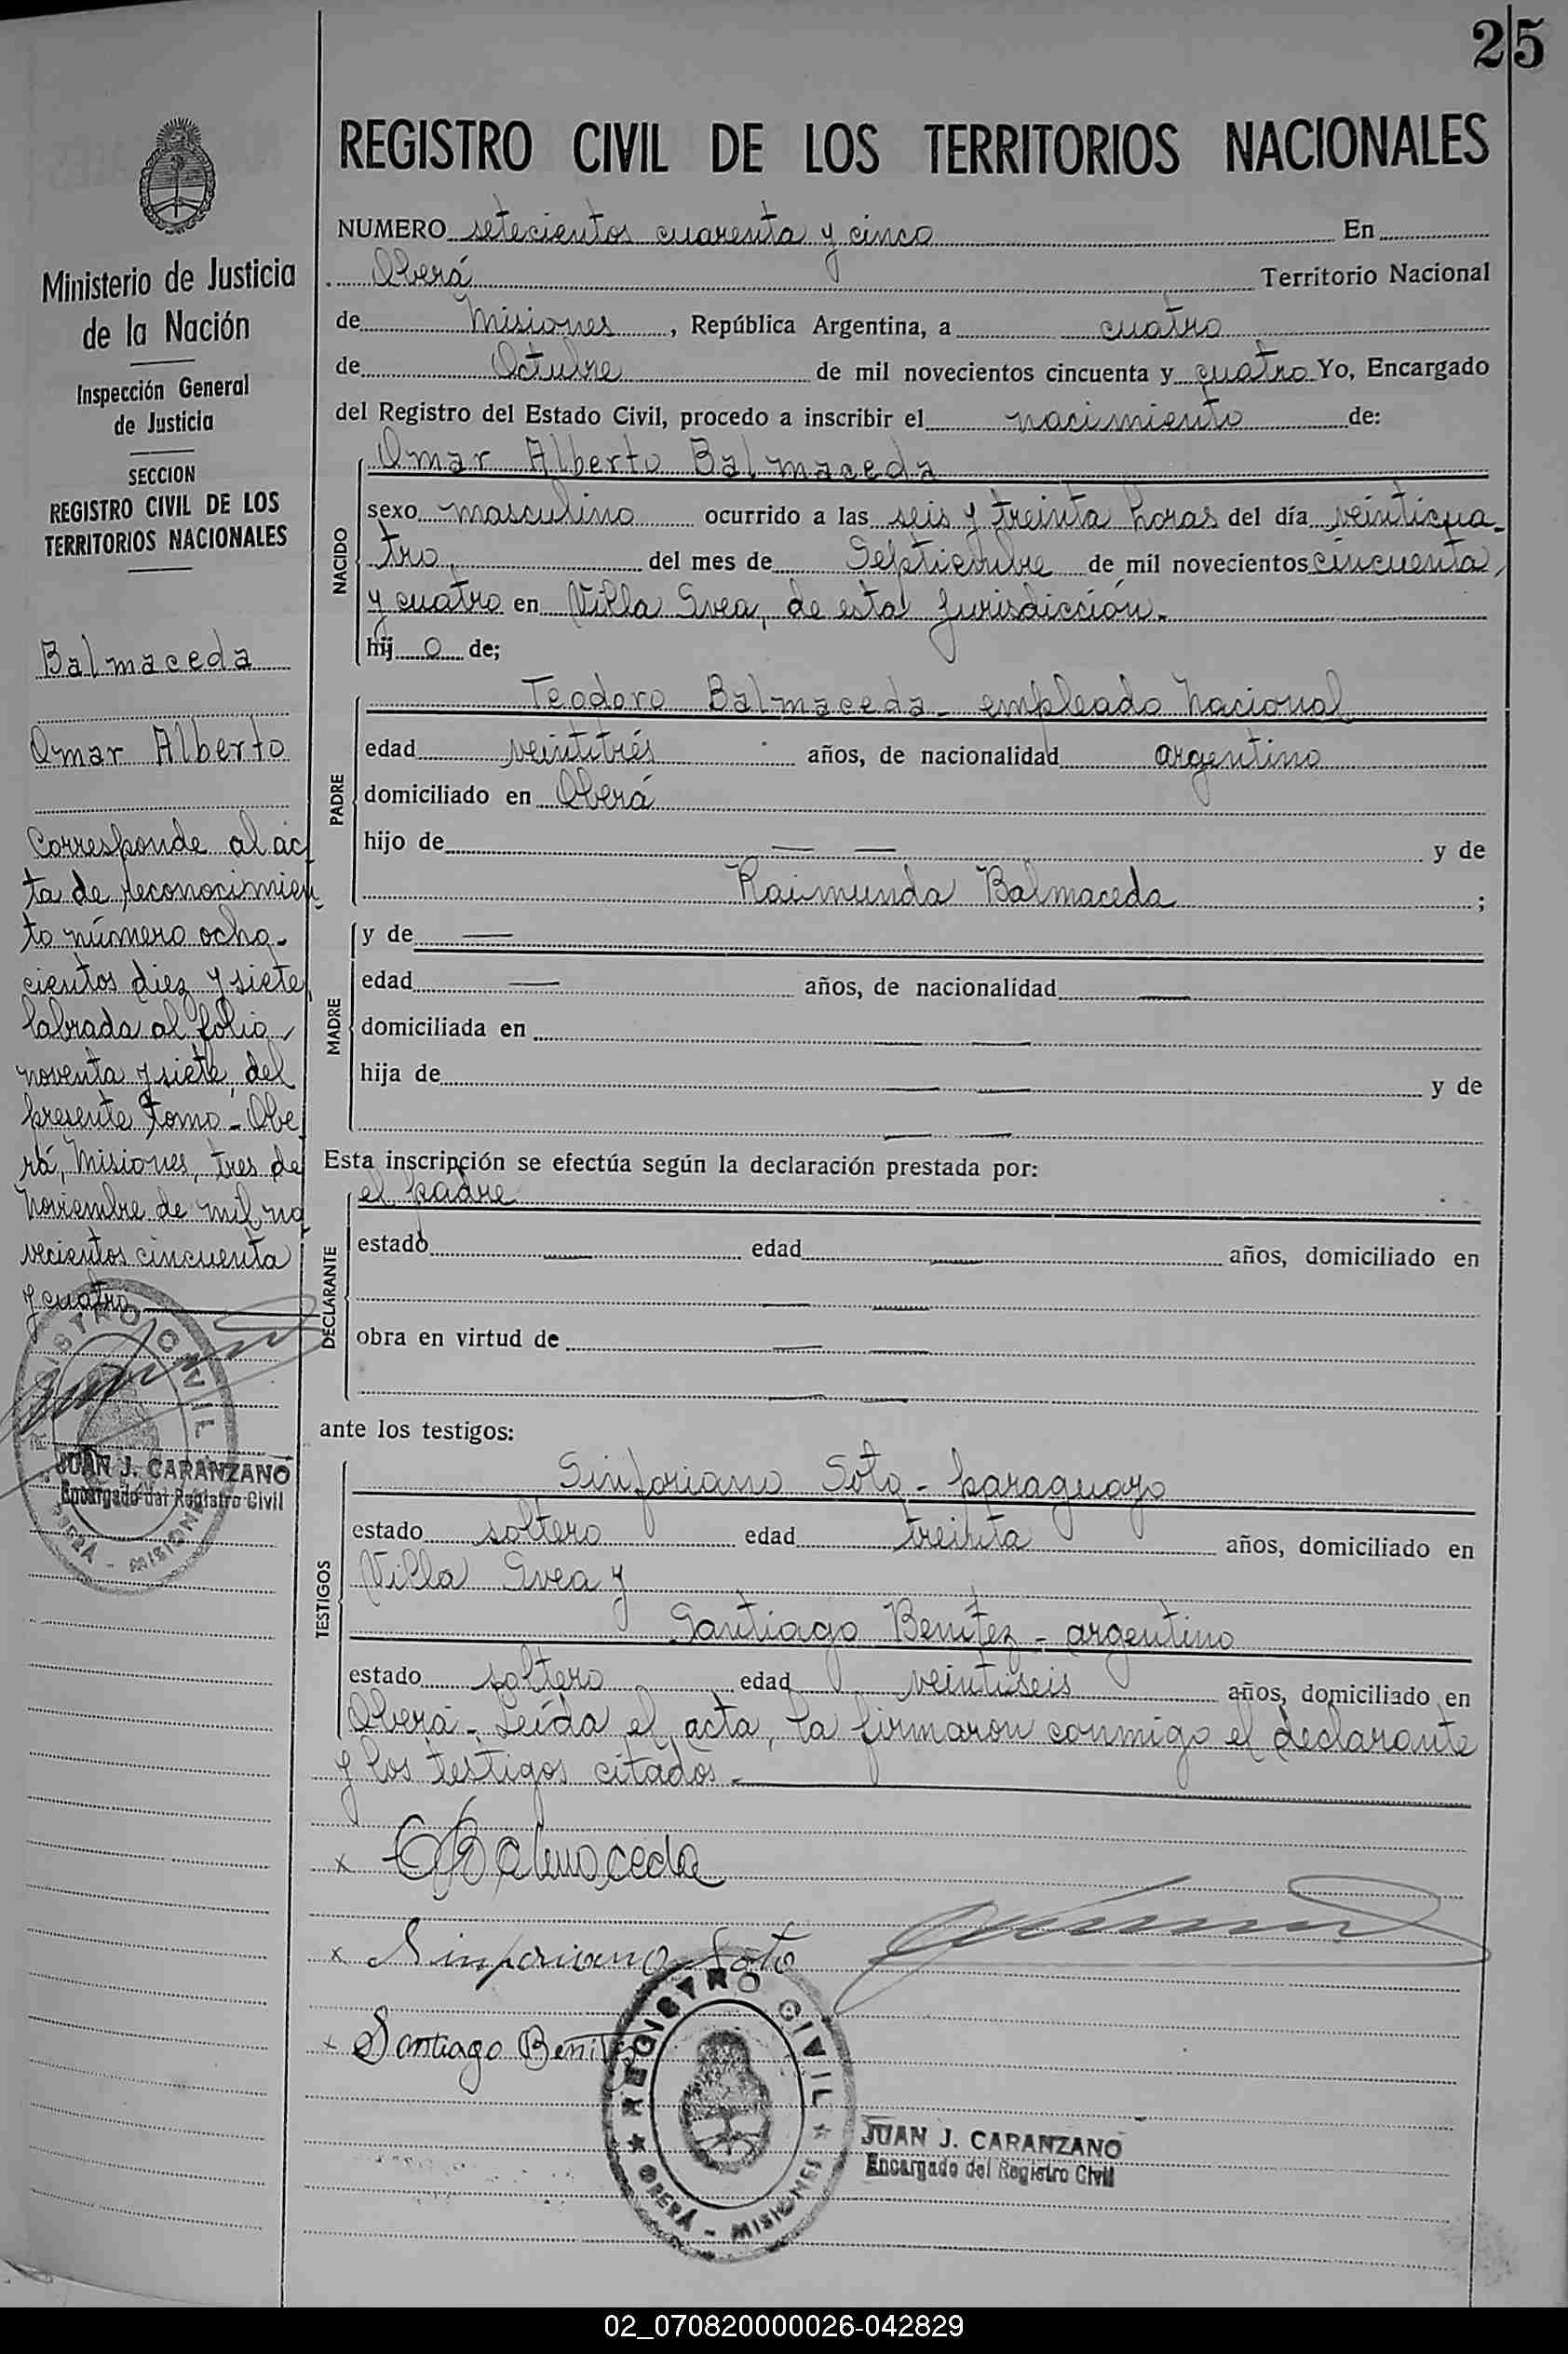 25
REGISTRO CIVIL DE LOS TERRITORIOS NACIONALES
Ministerio de Justicia
de la Nación
Inspección General
de Justicia
SECCION
REGISTRO CIVIL DE LOS
TERRITORIOS NACIONALES
Balmaceda
Omar Alberto
Corresponde al ac
ta de reconocimien
to número ocho-
cientos diez y siete
labrada al folio
noventa y siete, del
presente Tomo - Obe
rá, Misiones, tres de
Noviembre de mil no
vecientos cincuenta
y cuatro
REGISTRO CIVIL
OBERÁ - MISIONES
JUAN J. CARANZANO
Encargado del Registro Civil
NUMERO setecientos cuarenta y cinco En
Oberá Territorio Nacional
de Misiones, República Argentina, a cuatro
de Octubre de mil novecientos cincuenta y cuatro Yo, Encargado
del Registro del Estado Civil, procedo a inscribir el nacimiento de:
NACIDO
Omar Alberto Balmaceda
sexo masculino ocurrido a las seis y treinta horas del día veinticua-
tro del mes de Septiembre de mil novecientos cincuenta
y cuatro en Villa Svea, de esta Jurisdicción.-
hij o de;
PADRE
Teodoro Balmaceda - empleado Nacional
edad veintitrés años, de nacionalidad argentino
domiciliado en Oberá
hijo de — — y de
Raimunda Balmaceda ;
MADRE
y de —
edad — años, de nacionalidad —
domiciliada en — —
hija de — — y de
— —
Esta inscripción se efectúa según la declaración prestada por:
DECLARANTE
el padre
estado — edad — años, domiciliado en
— —
obra en virtud de — —
— —
ante los testigos:
TESTIGOS
Sinforiano Soto - paraguayo
estado soltero edad treinta años, domiciliado en
Villa Svea y
Santiago Benítez - argentino
estado soltero edad veintiseis años, domiciliado en
Oberá - Leída el acta, la firmaron conmigo el declarante
y los testigos citados.-
x Balmaceda
x Sinforiano Soto
x Santiago Benitez
REGISTRO CIVIL
OBERÁ - MISIONES
JUAN J. CARANZANO
Encargado del Registro Civil
02_070820000026-042829